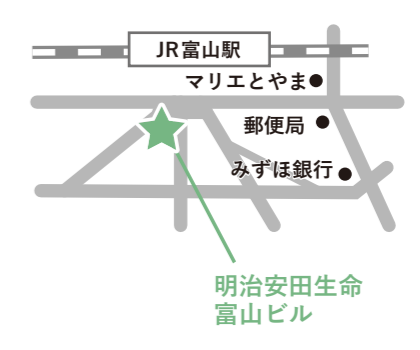 JR富山駅
マリエとやま
郵便局
みずほ銀行
明治安田生命
富山ビル